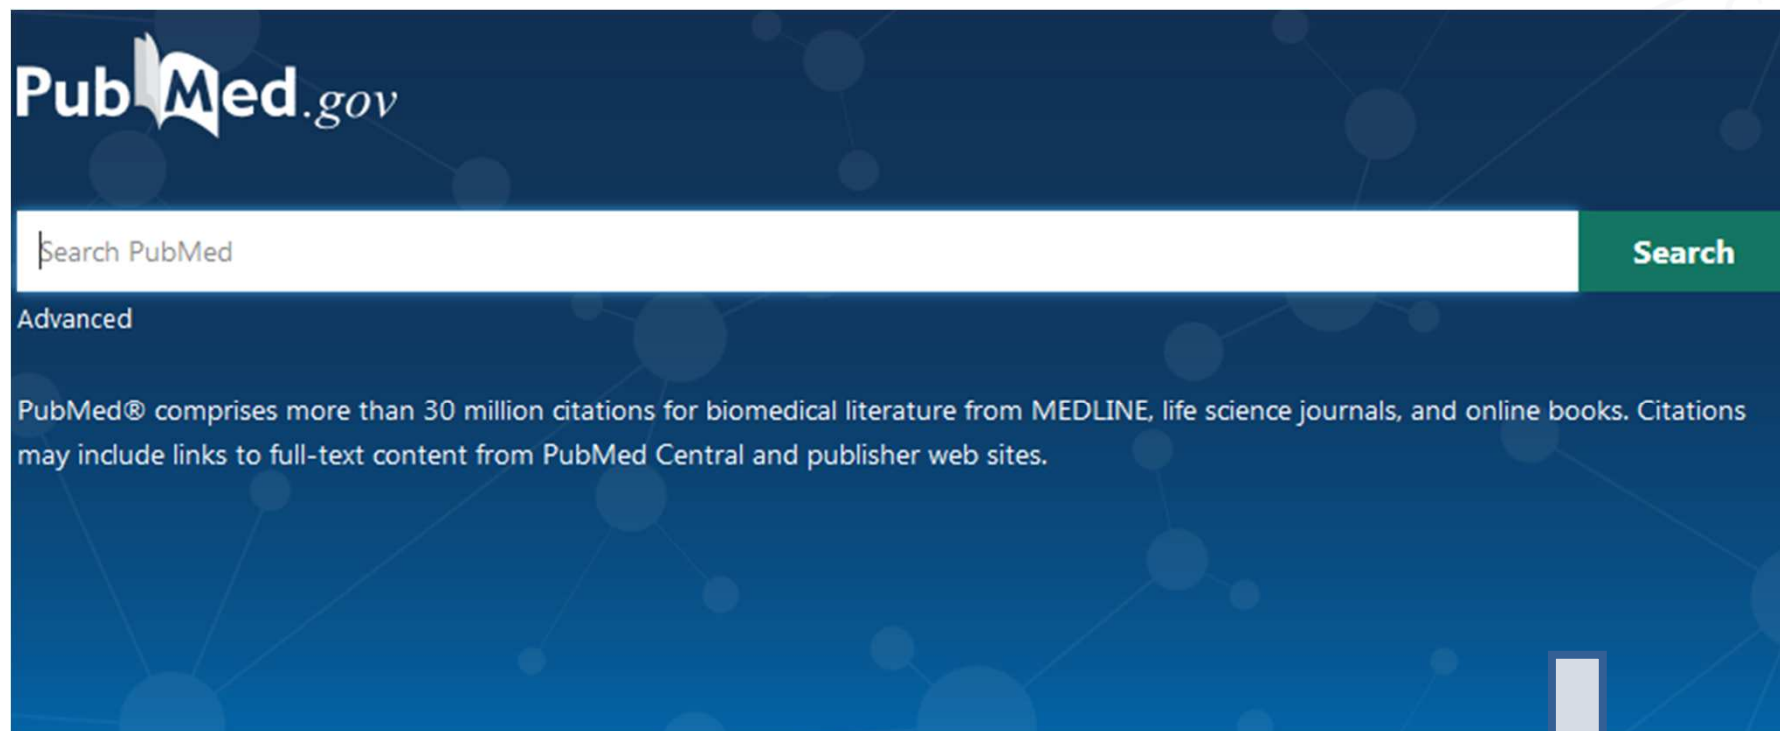 PubMed.gov
Search PubMed
Search
Advanced
PubMed® comprises more than 30 million citations for biomedical literature from MEDLINE, life science journals, and online books. Citations
may include links to full-text content from PubMed Central and publisher web sites.